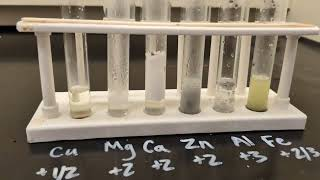 Cu Mg Ca Zn Al Fe
+1/2 +2 +2 +2 +3 +2/3